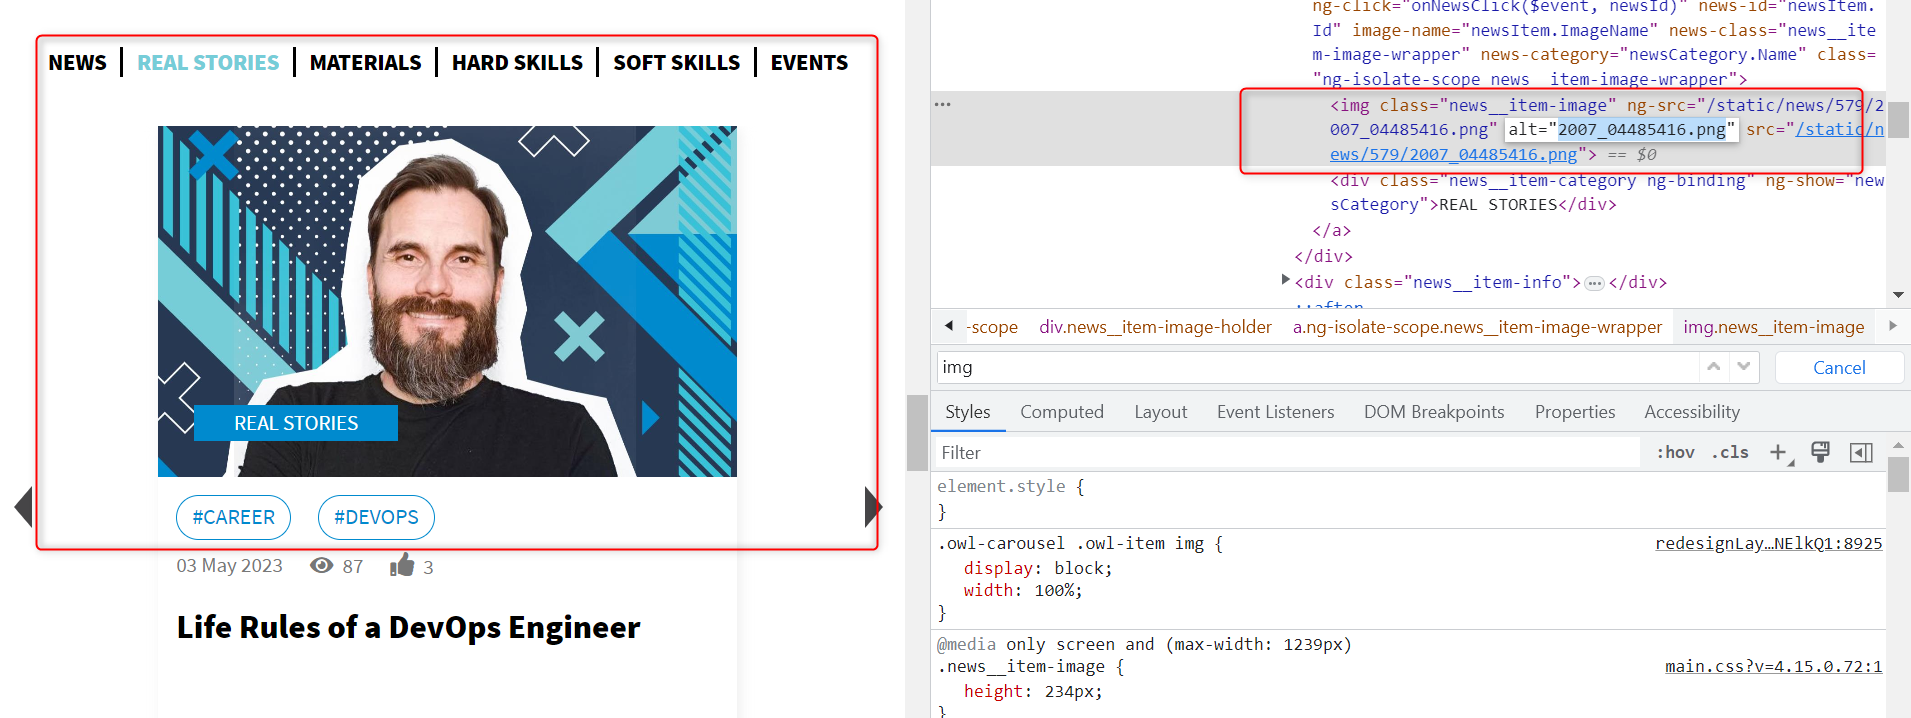 NEWS | REAL STORIES | MATERIALS | HARD SKILLS | SOFT SKILLS | EVENTS
REAL STORIES
#CAREER #DEVOPS
03 May 2023 87 3
Life Rules of a DevOps Engineer
ng-click="onNewsClick($event, newsId)" news-id="newsItem.
Id" image-name="newsItem.ImageName" news-class="news__ite
m-image-wrapper" news-category="newsCategory.Name" class=
"ng-isolate-scope news__item-image-wrapper">
... <img class="news__item-image" ng-src="/static/news/579/2
007_04485416.png" alt="2007_04485416.png" src="/static/n
ews/579/2007_04485416.png"> == $0
<div class="news__item-category ng-binding" ng-show="new
sCategory">REAL STORIES</div>
</a>
</div>
<div class="news__item-info">...</div>
::after
-scope div.news__item-image-holder a.ng-isolate-scope.news__item-image-wrapper img.news__item-image
img Cancel
Styles Computed Layout Event Listeners DOM Breakpoints Properties Accessibility
Filter :hov .cls +
element.style {
}
.owl-carousel .owl-item img { redesignLay…NElkQ1:8925
display: block;
width: 100%;
}
@media only screen and (max-width: 1239px)
.news__item-image { main.css?v=4.15.0.72:1
height: 234px;
}